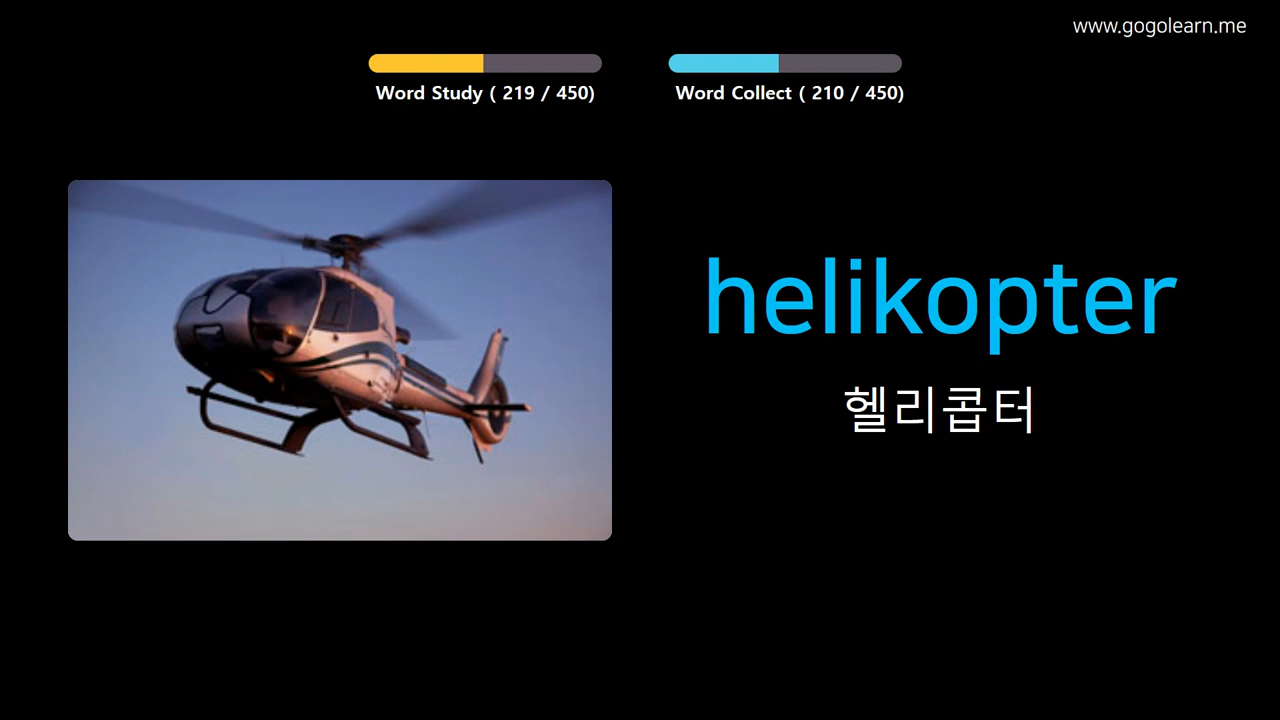 www.gogolearn.me
Word Study ( 219 / 450)
Word Collect ( 210 / 450)
helikopter
헬리콥터